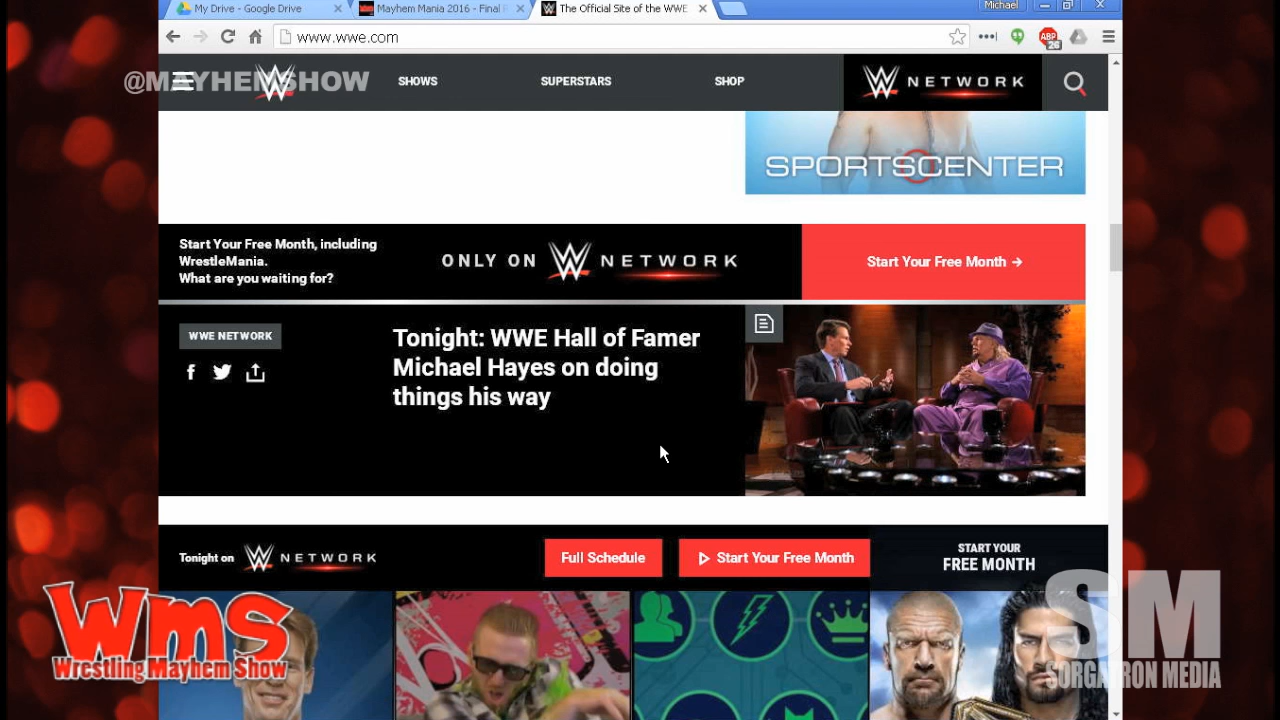 My Drive - Google Drive
Mayhem Mania 2016 - Final
The Official Site of the WWE
Michael
www.wwe.com
ABP
26
@MAYHEMSHOW
W
SHOWS
SUPERSTARS
SHOP
W NETWORK
SPORTSCENTER
Start Your Free Month, including
WrestleMania.
What are you waiting for?
ONLY ON W NETWORK
Start Your Free Month →
WWE NETWORK
Tonight: WWE Hall of Famer
Michael Hayes on doing
things his way
Tonight on W NETWORK
Full Schedule
Start Your Free Month
START YOUR
FREE MONTH
WMS
Wrestling Mayhem Show
SM
SORGATRON MEDIA